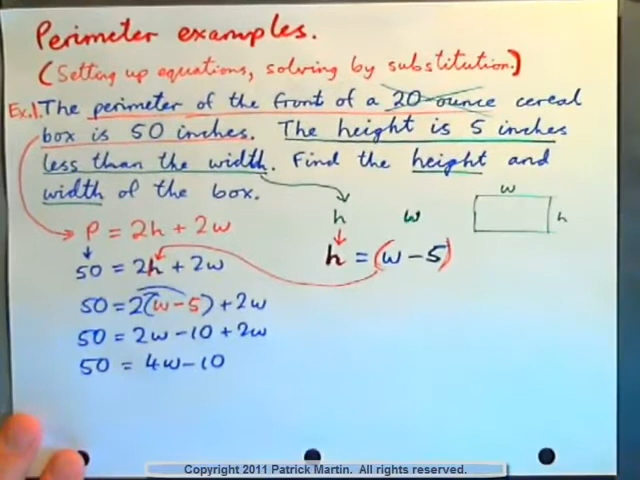 Perimeter examples.
(Setting up equations, solving by substitution.)
Ex.1. The perimeter of the front of a 20-ounce cereal
box is 50 inches. The height is 5 inches
less than the width. Find the height and
width of the box.
w
h w
h
P = 2h + 2w
h = (w - 5)
50 = 2h + 2w
50 = 2(w - 5) + 2w
50 = 2w - 10 + 2w
50 = 4w - 10
Copyright 2011 Patrick Martin. All rights reserved.